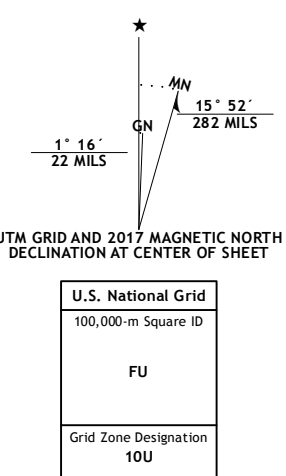 ★
MN
GN
15° 52´
282 MILS
1° 16´
22 MILS
UTM GRID AND 2017 MAGNETIC NORTH
DECLINATION AT CENTER OF SHEET
U.S. National Grid
100,000-m Square ID
FU
Grid Zone Designation
10U